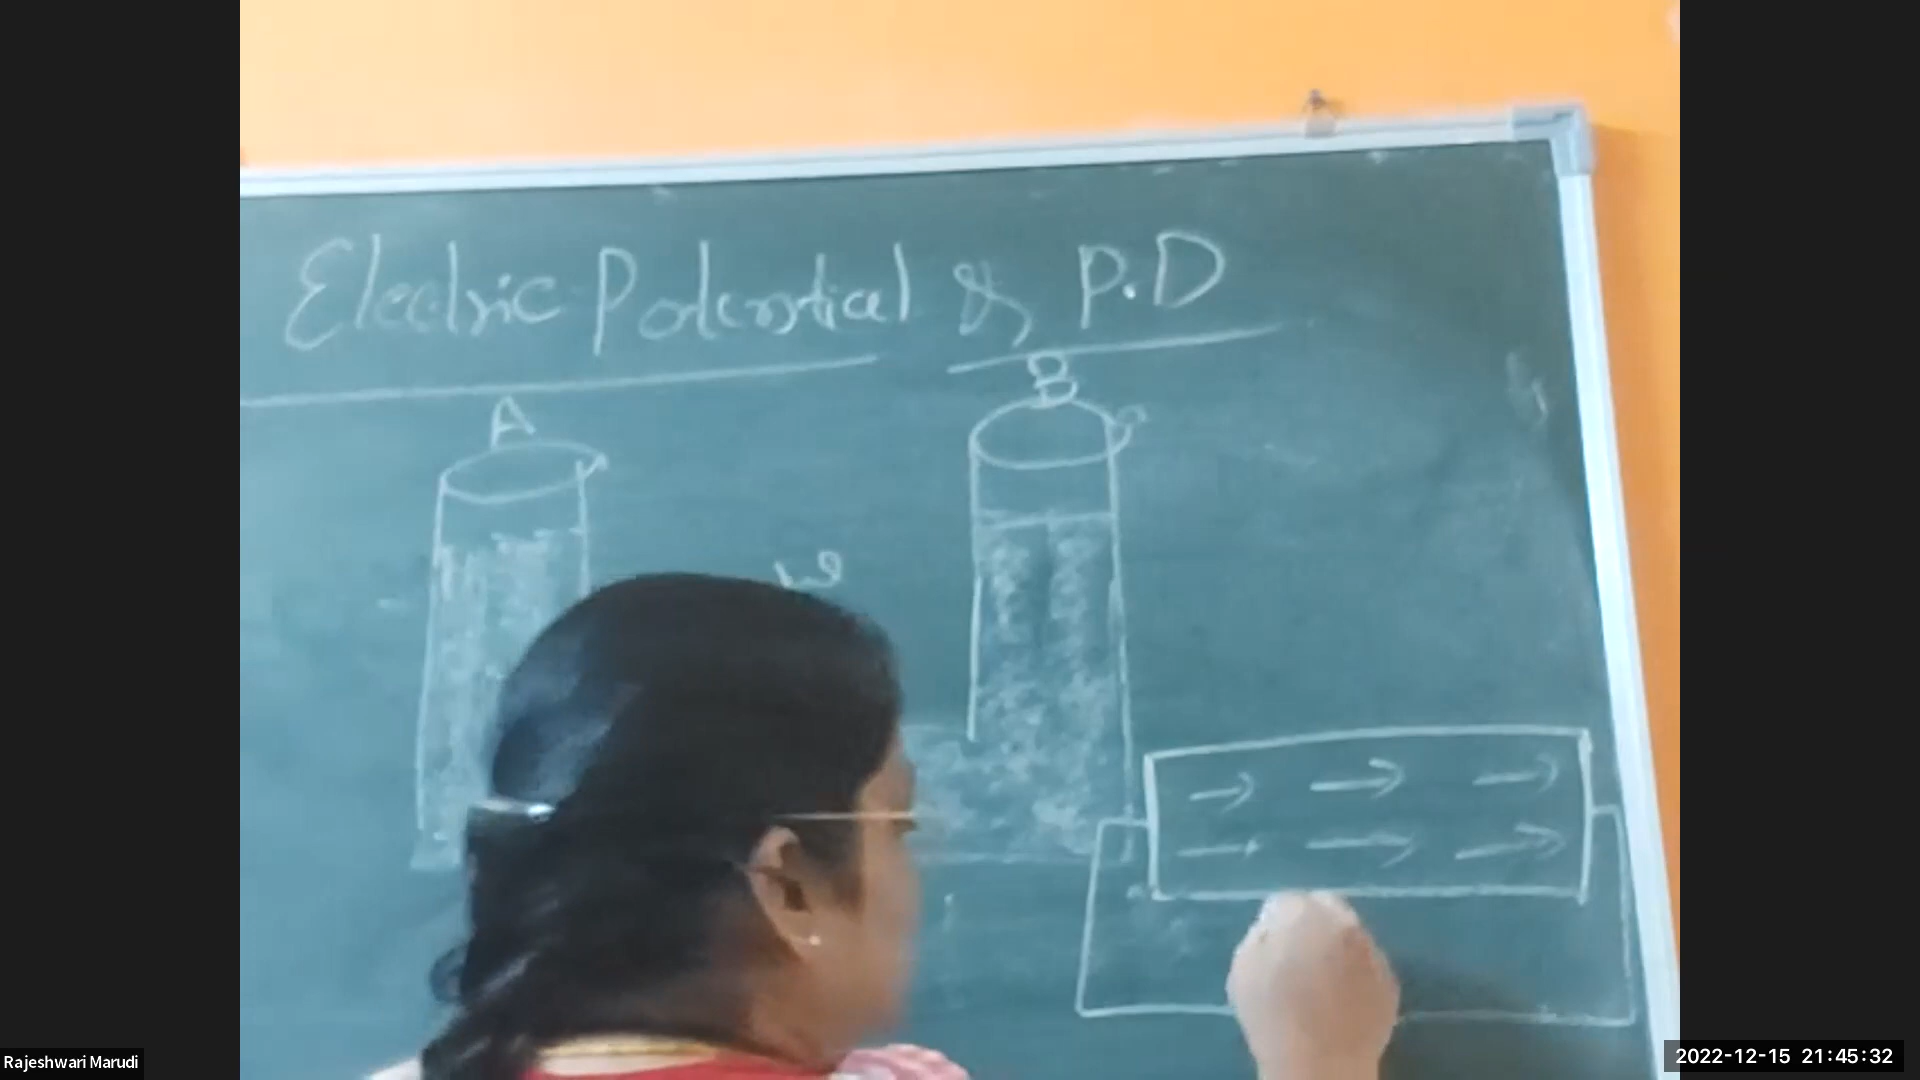 Electric Potential & P.D
A
B
Rajeshwari Marudi
2022-12-15 21:45:32